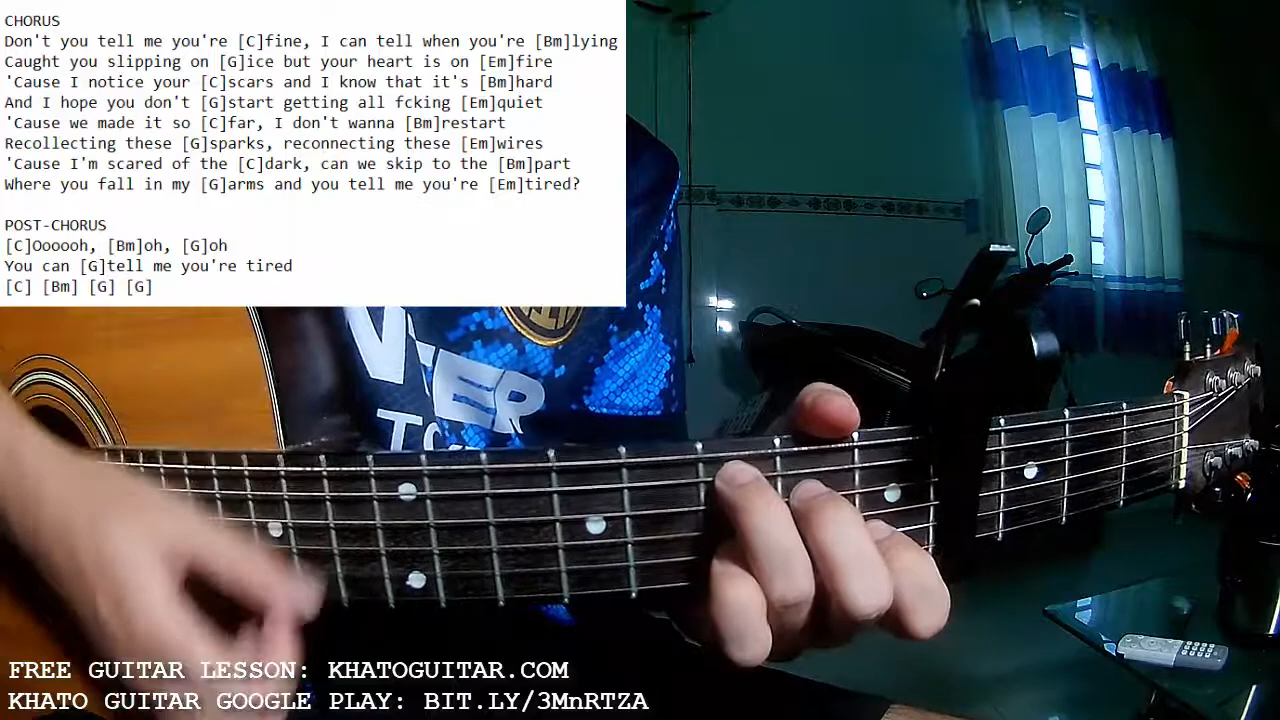 CHORUS
Don't you tell me you're [C]fine, I can tell when you're [Bm]lying
Caught you slipping on [G]ice but your heart is on [Em]fire
'Cause I notice your [C]scars and I know that it's [Bm]hard
And I hope you don't [G]start getting all fcking [Em]quiet
'Cause we made it so [C]far, I don't wanna [Bm]restart
Recollecting these [G]sparks, reconnecting these [Em]wires
'Cause I'm scared of the [C]dark, can we skip to the [Bm]part
Where you fall in my [G]arms and you tell me you're [Em]tired?
POST-CHORUS
[C]Oooooh, [Bm]oh, [G]oh
You can [G]tell me you're tired
[C] [Bm] [G] [G]
FREE GUITAR LESSON: KHATOGUITAR.COM
KHATO GUITAR GOOGLE PLAY: BIT.LY/3MnRTZA